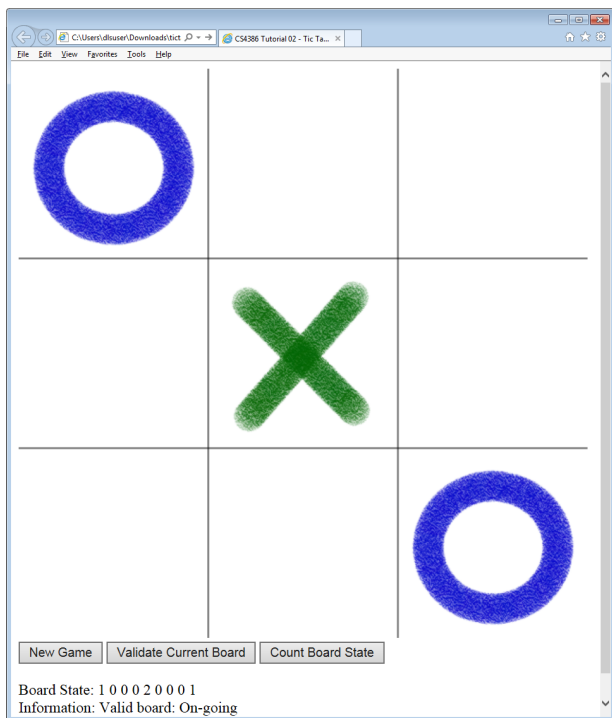 C:\Users\dlsuser\Downloads\tict
CS4386 Tutorial 02 - Tic Ta...
File Edit View Favorites Tools Help
New Game Validate Current Board Count Board State
Board State: 1 0 0 0 2 0 0 0 1
Information: Valid board: On-going